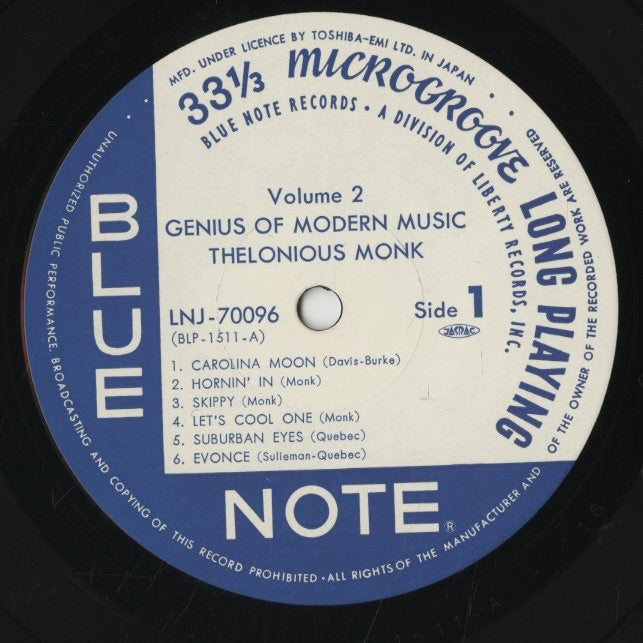 MFD. UNDER LICENCE BY TOSHIBA-EMI LTD. IN JAPAN
33⅓ MICROGROOVE LONG PLAYING
BLUE NOTE RECORDS • A DIVISION OF LIBERTY RECORDS, INC.
Volume 2
GENIUS OF MODERN MUSIC
THELONIOUS MONK
LNJ-70096
(BLP-1511-A)
Side 1
JASRAC
1. CAROLINA MOON (Davis-Burke)
2. HORNIN' IN (Monk)
3. SKIPPY (Monk)
4. LET'S COOL ONE (Monk)
5. SUBURBAN EYES (Quebec)
6. EVONCE (Sulieman-Quebec)
BLUE
NOTE®
UNAUTHORIZED PUBLIC PERFORMANCE, BROADCASTING AND COPYING OF THIS RECORD PROHIBITED • ALL RIGHTS OF THE MANUFACTURER AND OF THE OWNER OF THE RECORDED WORK ARE RESERVED